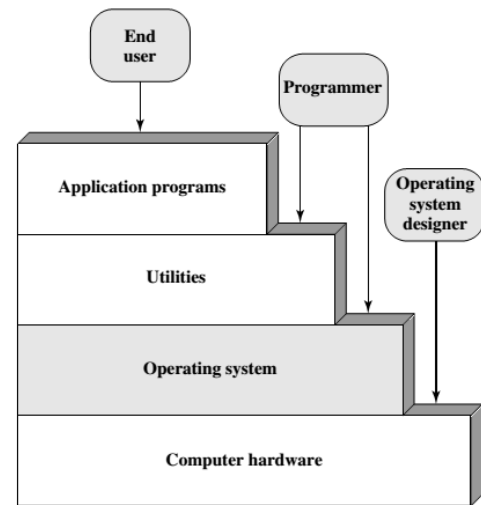 End
user
Programmer
Application programs
Operating
system
designer
Utilities
Operating system
Computer hardware